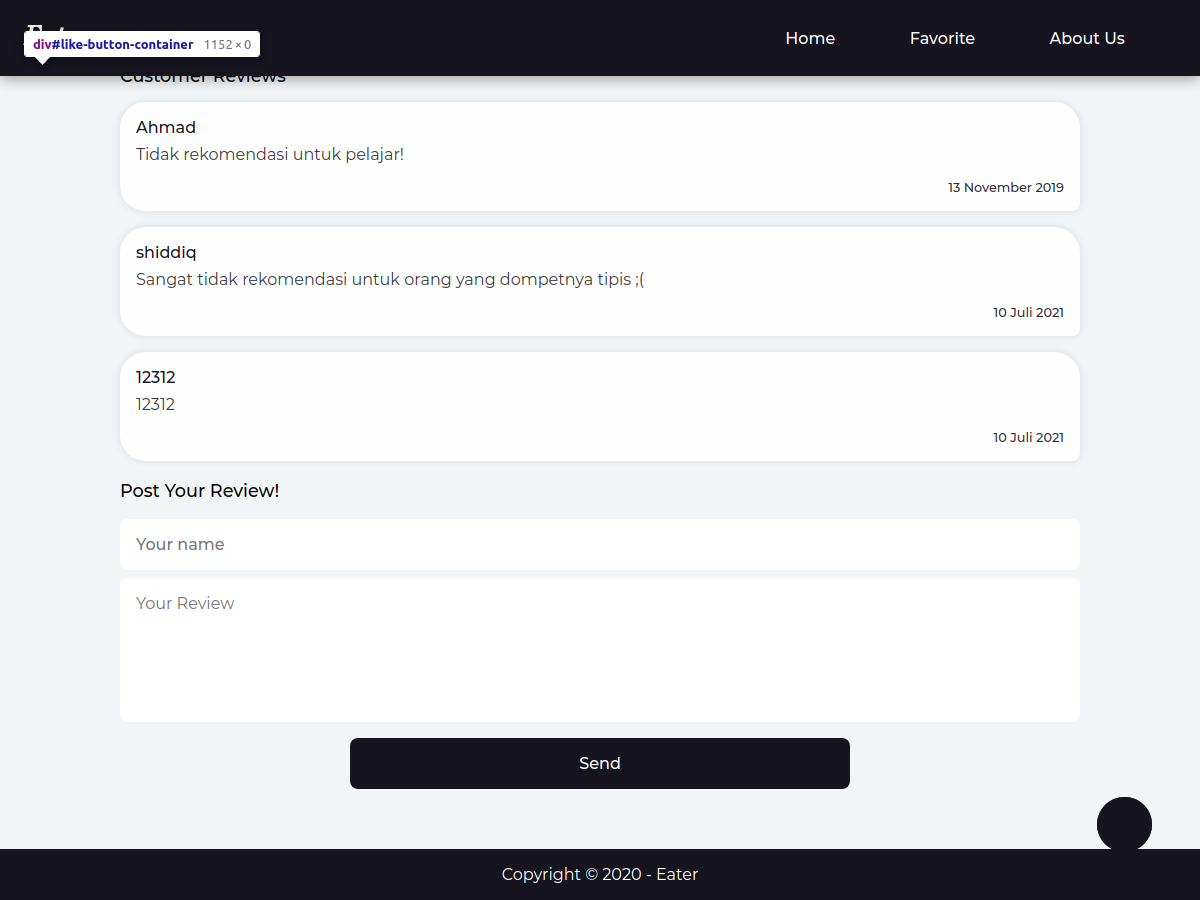 div#like-button-container 1152 × 0
Home
Favorite
About Us
Customer Reviews
Ahmad
Tidak rekomendasi untuk pelajar!
13 November 2019
shiddiq
Sangat tidak rekomendasi untuk orang yang dompetnya tipis ;(
10 Juli 2021
12312
12312
10 Juli 2021
Post Your Review!
Your name
Your Review
Send
Copyright © 2020 - Eater